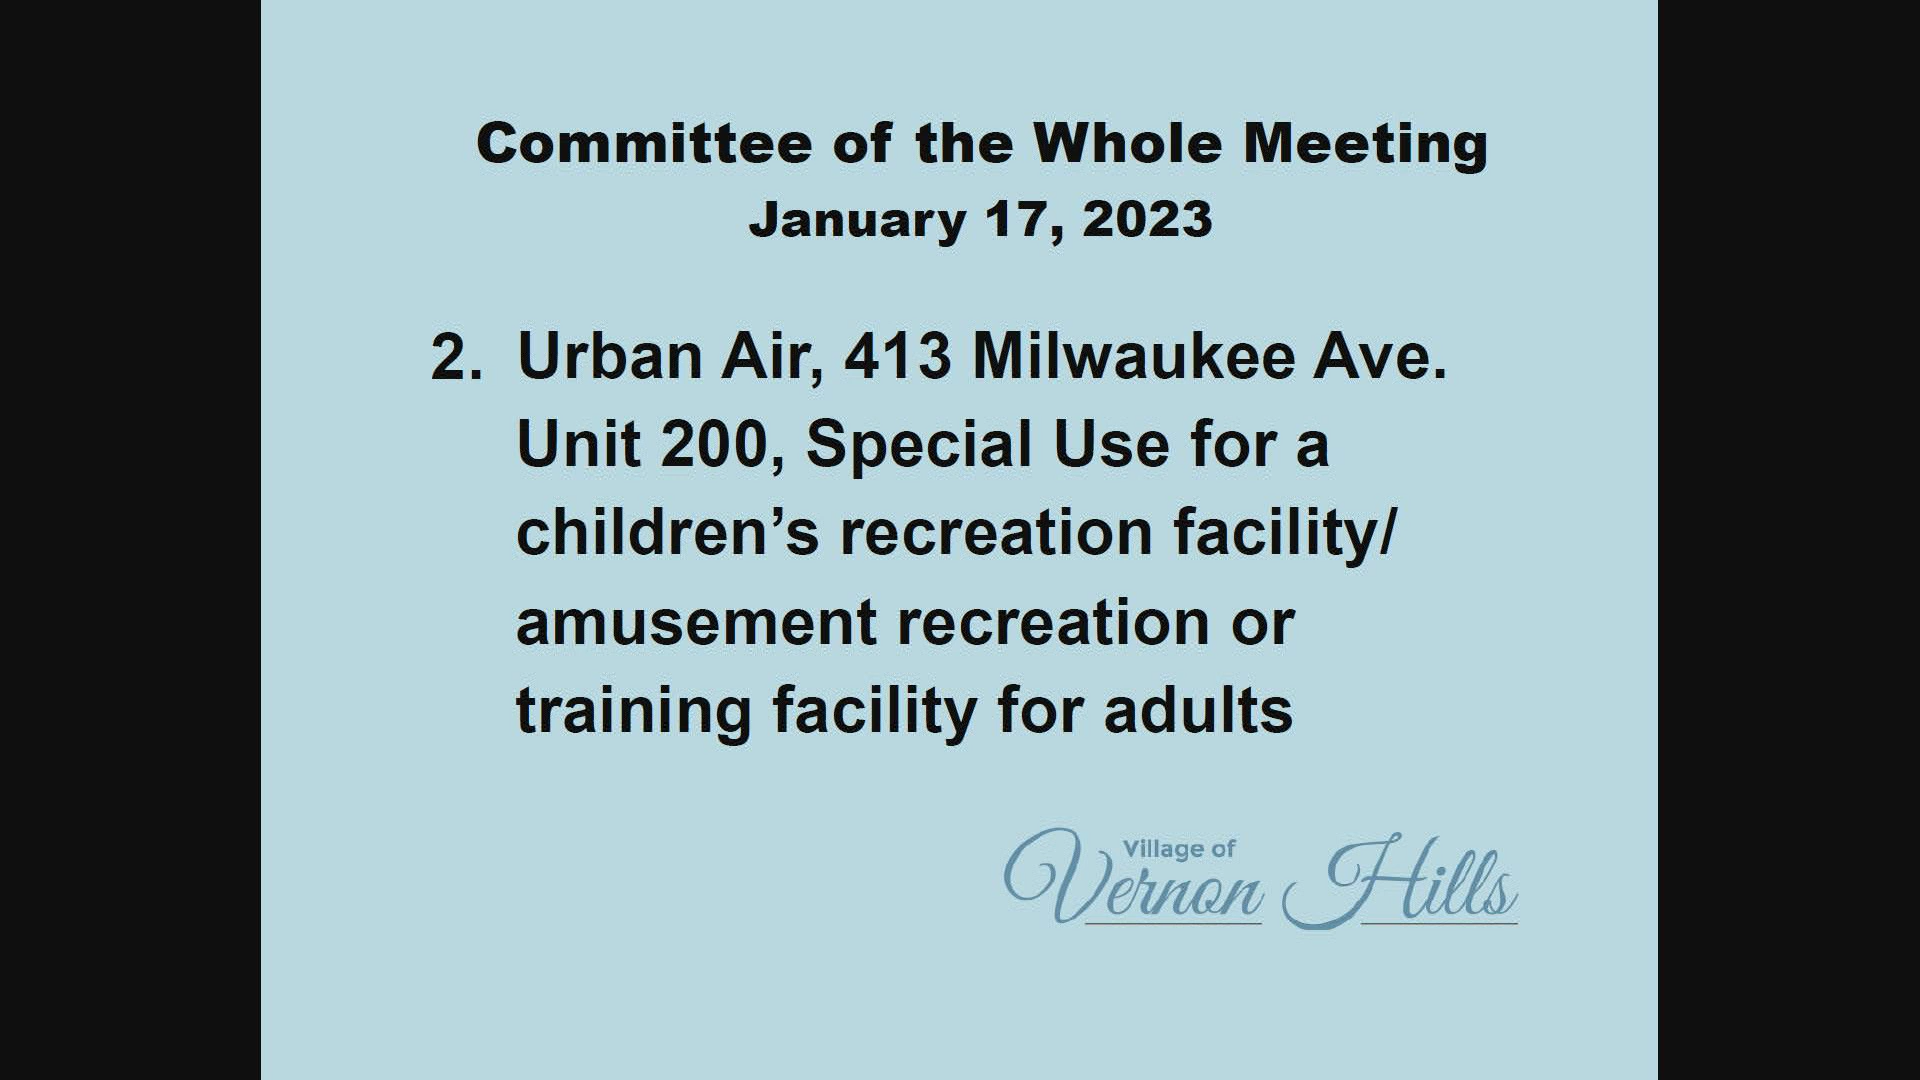 Committee of the Whole Meeting
January 17, 2023
2. Urban Air, 413 Milwaukee Ave.
Unit 200, Special Use for a
children’s recreation facility/
amusement recreation or
training facility for adults
Village of
Vernon Hills